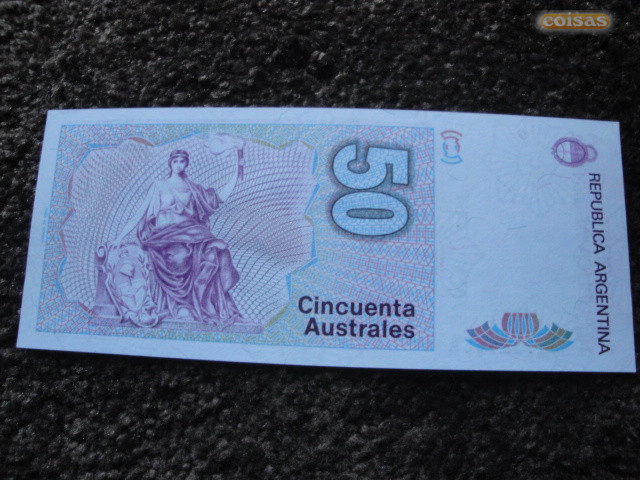 coisas
50
Cincuenta
Australes
REPUBLICA ARGENTINA